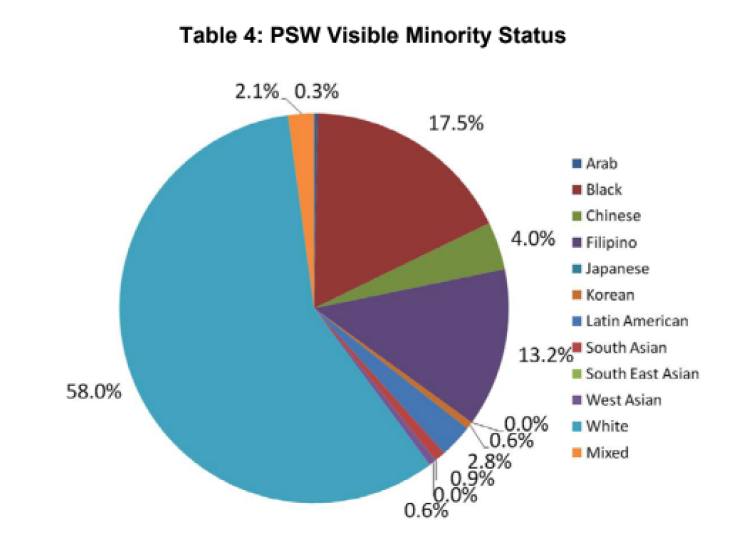 Table 4: PSW Visible Minority Status
2.1% 0.3%
17.5%
4.0%
13.2%
0.0%
0.6%
2.8%
0.9%
0.0%
0.6%
58.0%
Arab
Black
Chinese
Filipino
Japanese
Korean
Latin American
South Asian
South East Asian
West Asian
White
Mixed